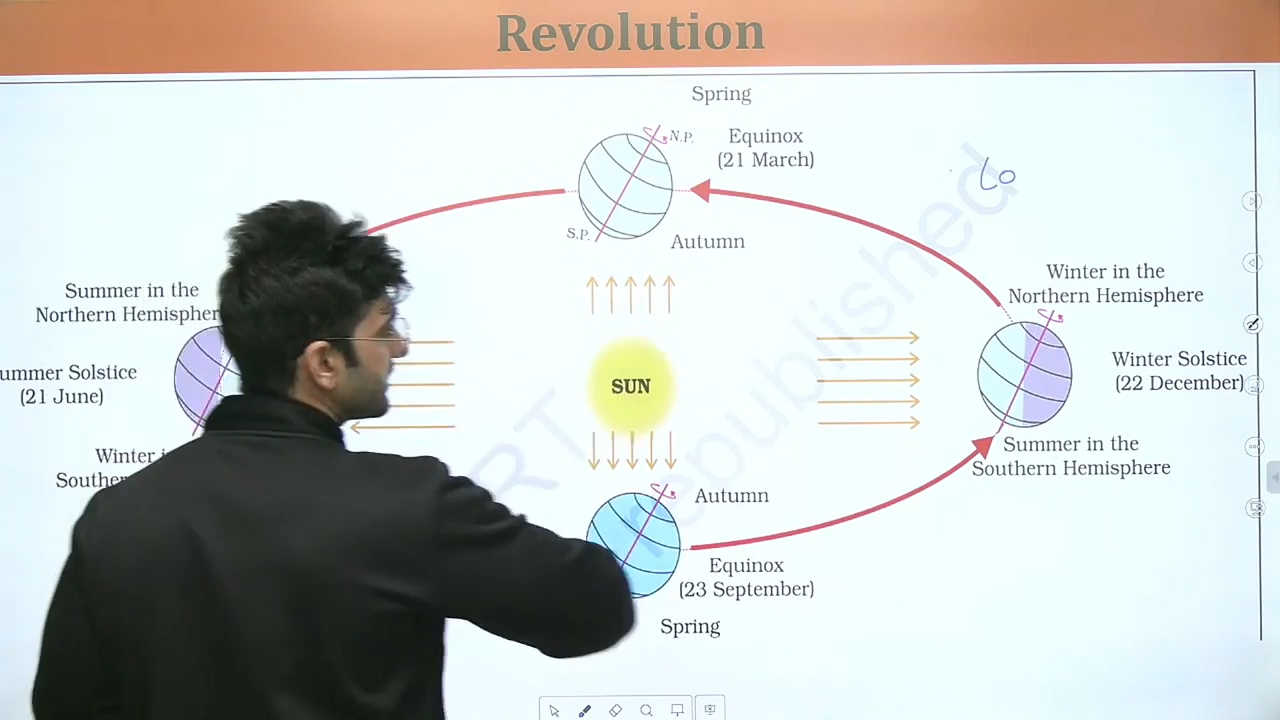 Revolution
Spring
N.P.
Equinox
(21 March)
S.P.
Autumn
Summer in the
Northern Hemispher
ummer Solstice
(21 June)
Winter
Souther
SUN
Winter in the
Northern Hemisphere
Winter Solstice
(22 December)
Summer in the
Southern Hemisphere
Autumn
Equinox
(23 September)
Spring
republished